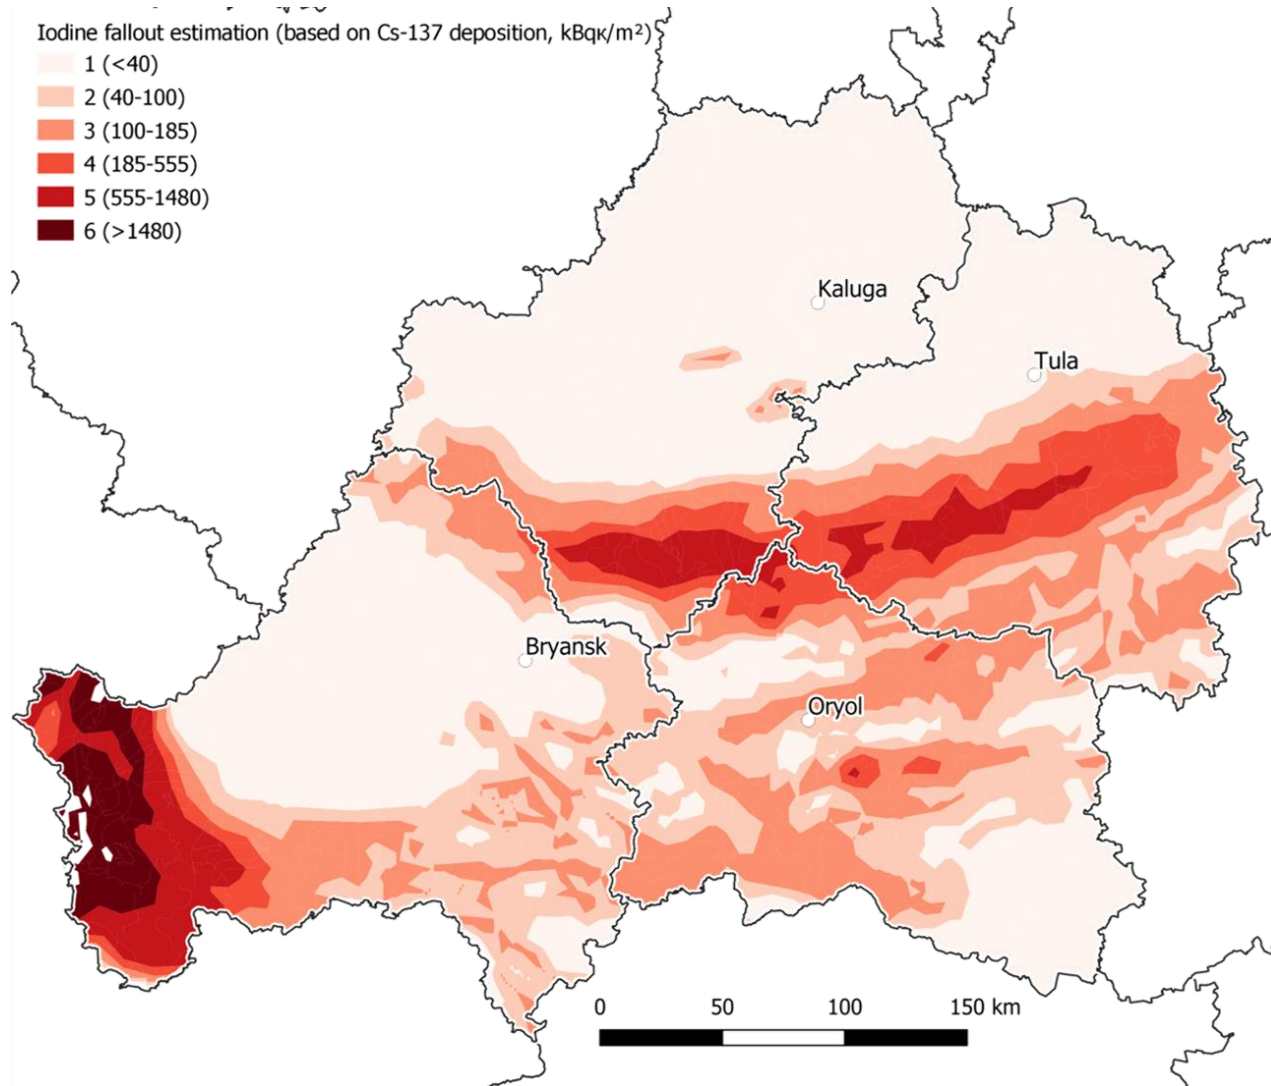 Iodine fallout estimation (based on Cs-137 deposition, kBqк/m²)
1 (<40)
2 (40-100)
3 (100-185)
4 (185-555)
5 (555-1480)
6 (>1480)
Kaluga
Tula
Bryansk
Oryol
0 50 100 150 km